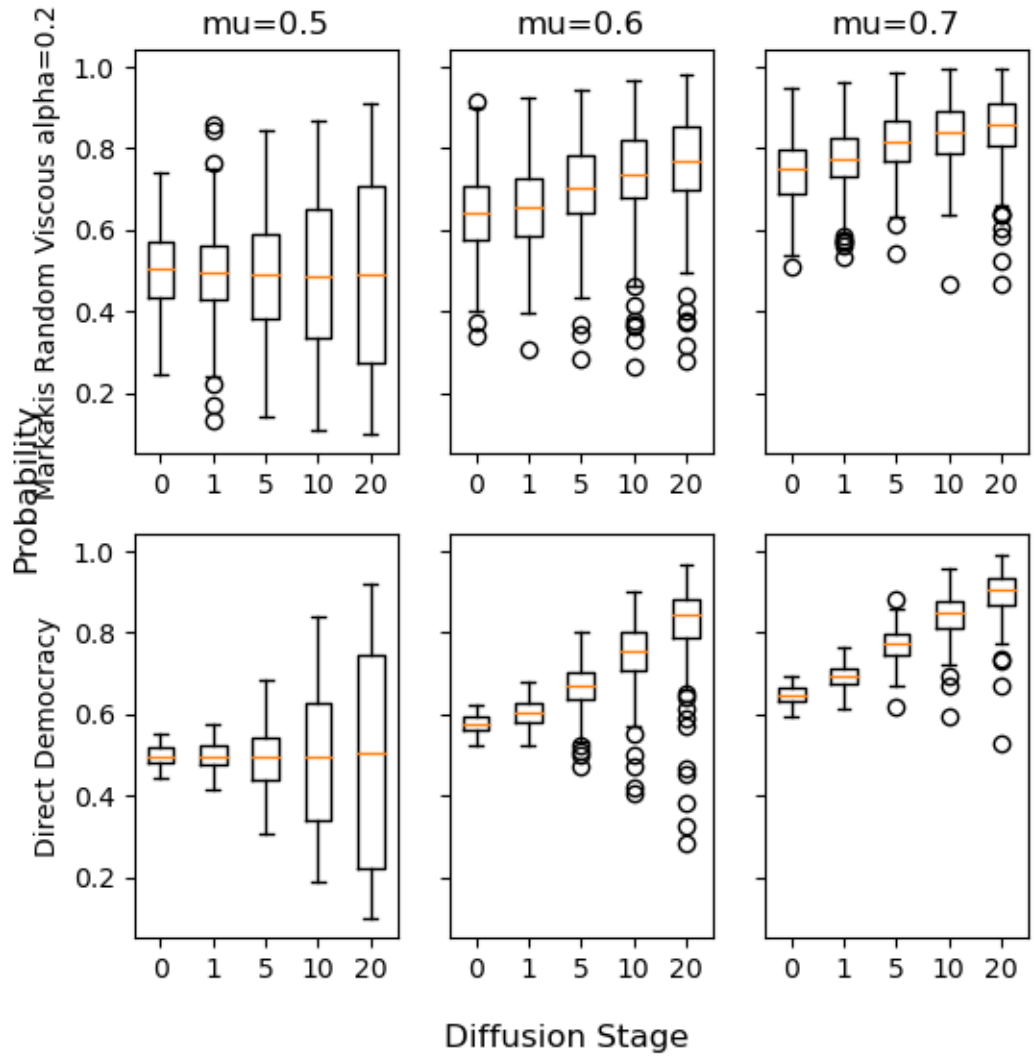 mu=0.5 mu=0.6 mu=0.7
Probability
Markakis Random Viscous alpha=0.2
1.0
0.8
0.6
0.4
0.2
0 1 5 10 20
0 1 5 10 20
0 1 5 10 20
Direct Democracy
1.0
0.8
0.6
0.4
0.2
0 1 5 10 20
0 1 5 10 20
0 1 5 10 20
Diffusion Stage